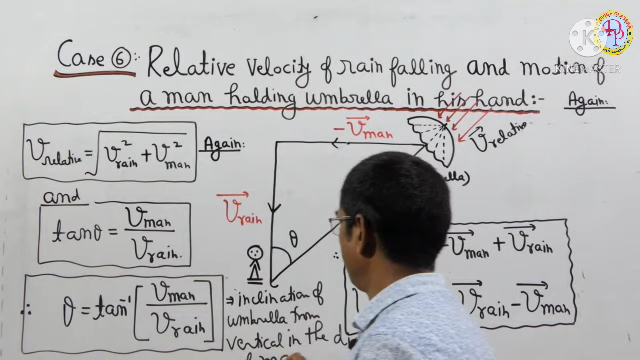 Case ⑥:- Relative velocity of rain falling and motion of
a man holding umbrella in his hand:-
Again:
V relative = √(V²rain + V²man)
Again:
and
tanθ = Vman / Vrain
∴ θ = tan⁻¹ [Vman / Vrain]
-V⃗man
V⃗rain
θ
V⃗relative
⇒ inclination of
umbrella from
vertical in the
V⃗man + V⃗rain
V⃗rain - V⃗man